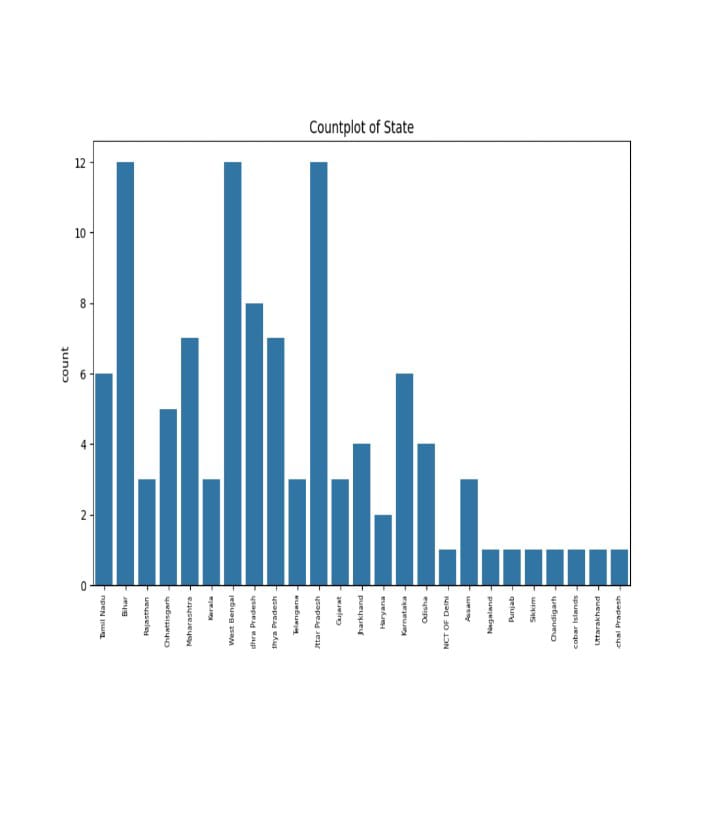 Countplot of State
12
10
8
6
4
2
0
count
Tamil Nadu
Bihar
Rajasthan
Chhattisgarh
Maharashtra
Kerala
West Bengal
dhra Pradesh
dhya Pradesh
Telangana
Uttar Pradesh
Gujarat
Jharkhand
Haryana
Karnataka
Odisha
NCT OF Delhi
Assam
Nagaland
Punjab
Sikkim
Chandigarh
cobar Islands
Uttarakhand
chal Pradesh